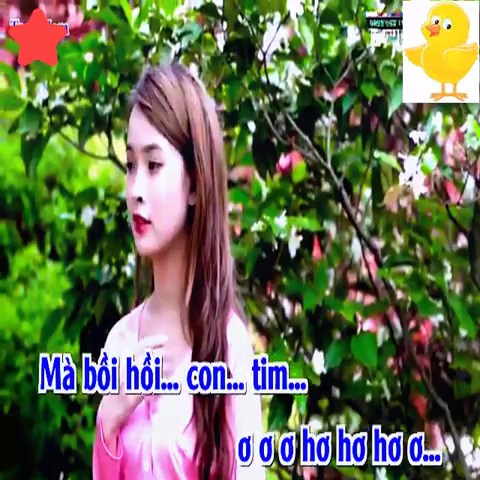 Mà bồi hồi... con... tim...
ơ ơ ơ hơ hơ hơ ơ...